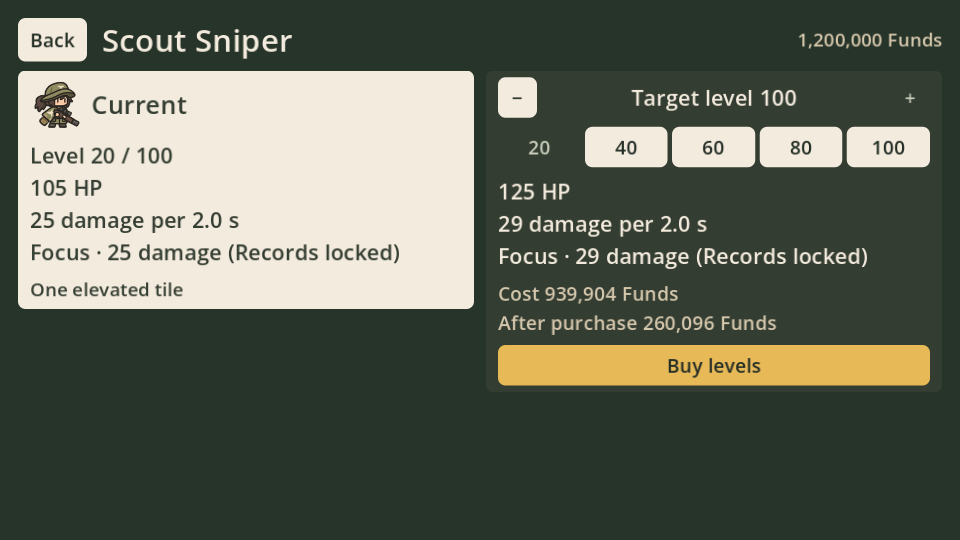 Back
Scout Sniper
1,200,000 Funds
Current
Level 20 / 100
105 HP
25 damage per 2.0 s
Focus · 25 damage (Records locked)
One elevated tile
−
Target level 100
+
20
40
60
80
100
125 HP
29 damage per 2.0 s
Focus · 29 damage (Records locked)
Cost 939,904 Funds
After purchase 260,096 Funds
Buy levels